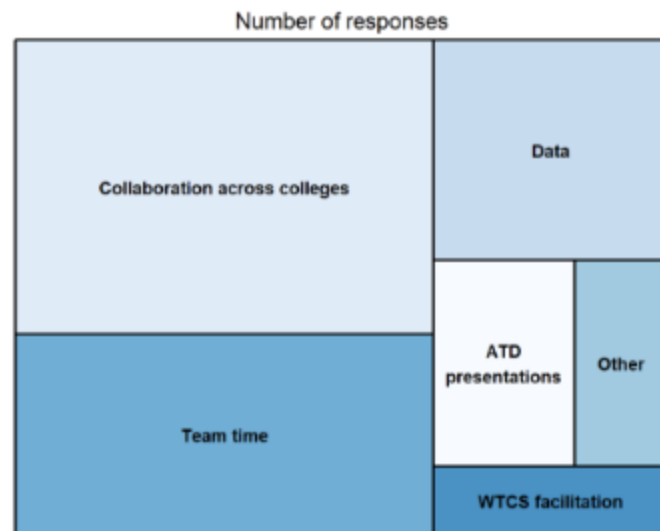 Number of responses
Collaboration across colleges
Data
ATD
presentations
Other
Team time
WTCS facilitation